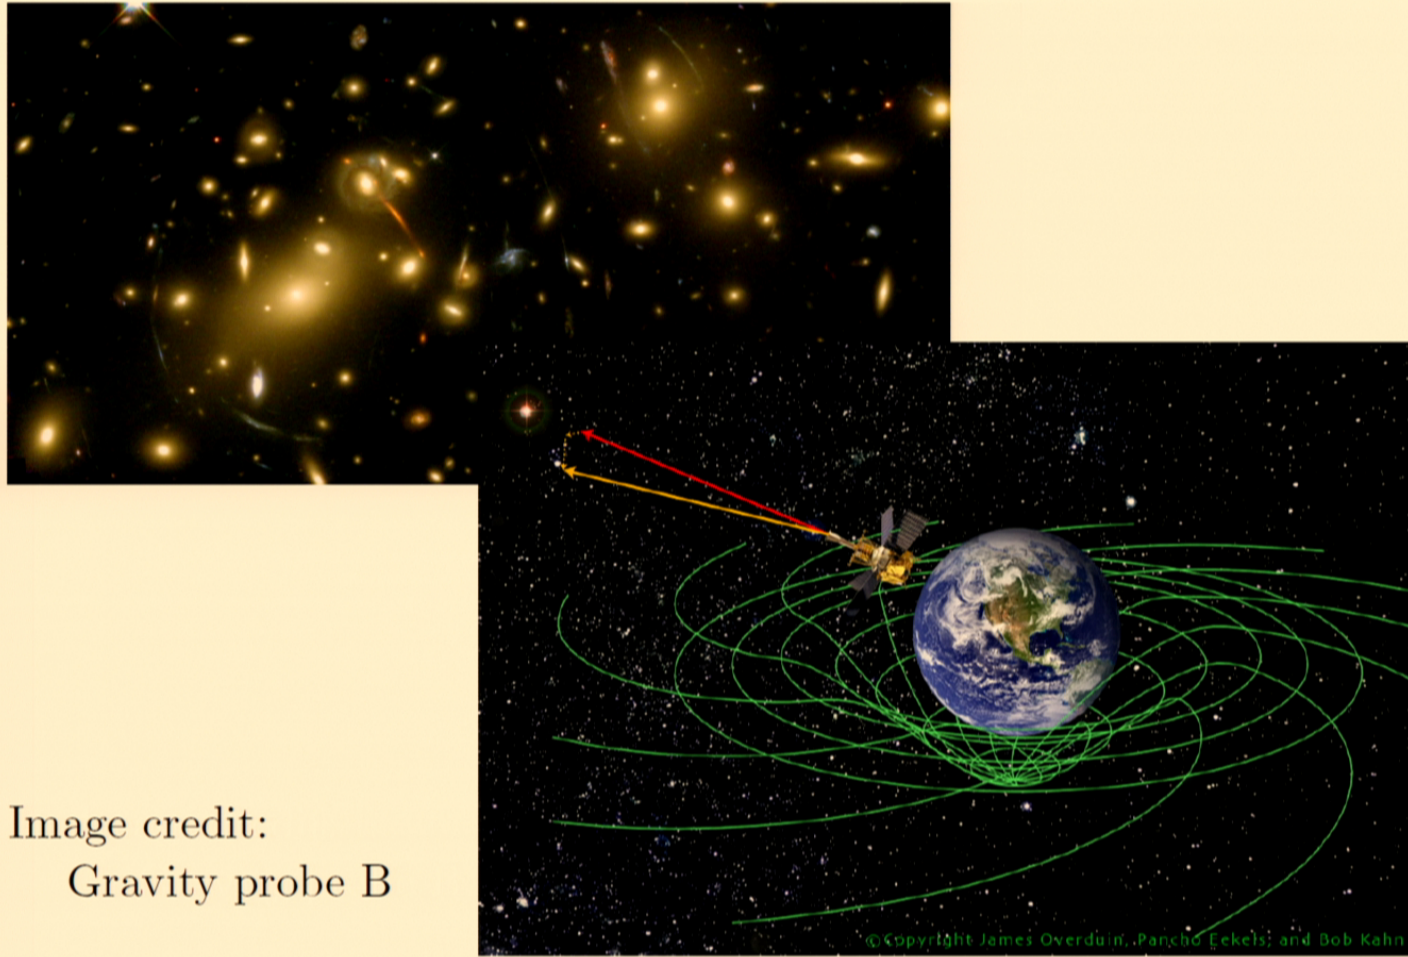 Image credit:
Gravity probe B
©Copyright James Overduin, Pancho Eekels, and Bob Kahn